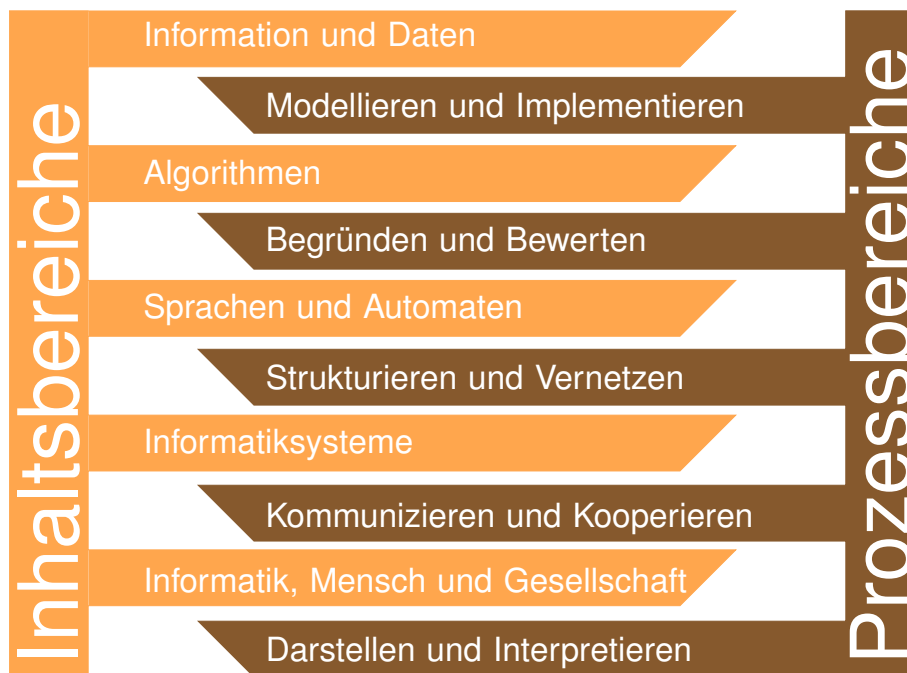 Inhaltsbereiche
Information und Daten
Modellieren und Implementieren
Algorithmen
Begründen und Bewerten
Sprachen und Automaten
Strukturieren und Vernetzen
Informatiksysteme
Kommunizieren und Kooperieren
Informatik, Mensch und Gesellschaft
Darstellen und Interpretieren
Prozessbereiche